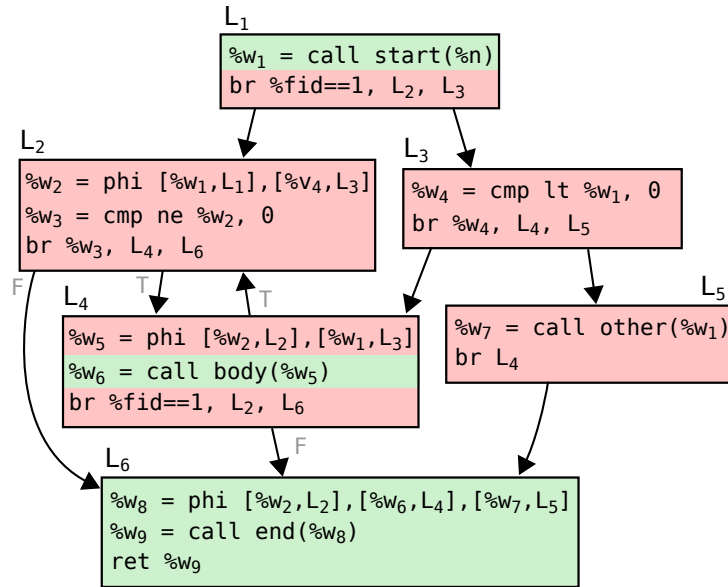 L₁
%w₁ = call start(%n)
br %fid==1, L₂, L₃
L₂
%w₂ = phi [%w₁,L₁],[%v₄,L₃]
%w₃ = cmp ne %w₂, 0
br %w₃, L₄, L₆
L₃
%w₄ = cmp lt %w₁, 0
br %w₄, L₄, L₅
F
T
T
L₄
%w₅ = phi [%w₂,L₂],[%w₁,L₃]
%w₆ = call body(%w₅)
br %fid==1, L₂, L₆
L₅
%w₇ = call other(%w₁)
br L₄
F
L₆
%w₈ = phi [%w₂,L₂],[%w₆,L₄],[%w₇,L₅]
%w₉ = call end(%w₈)
ret %w₉